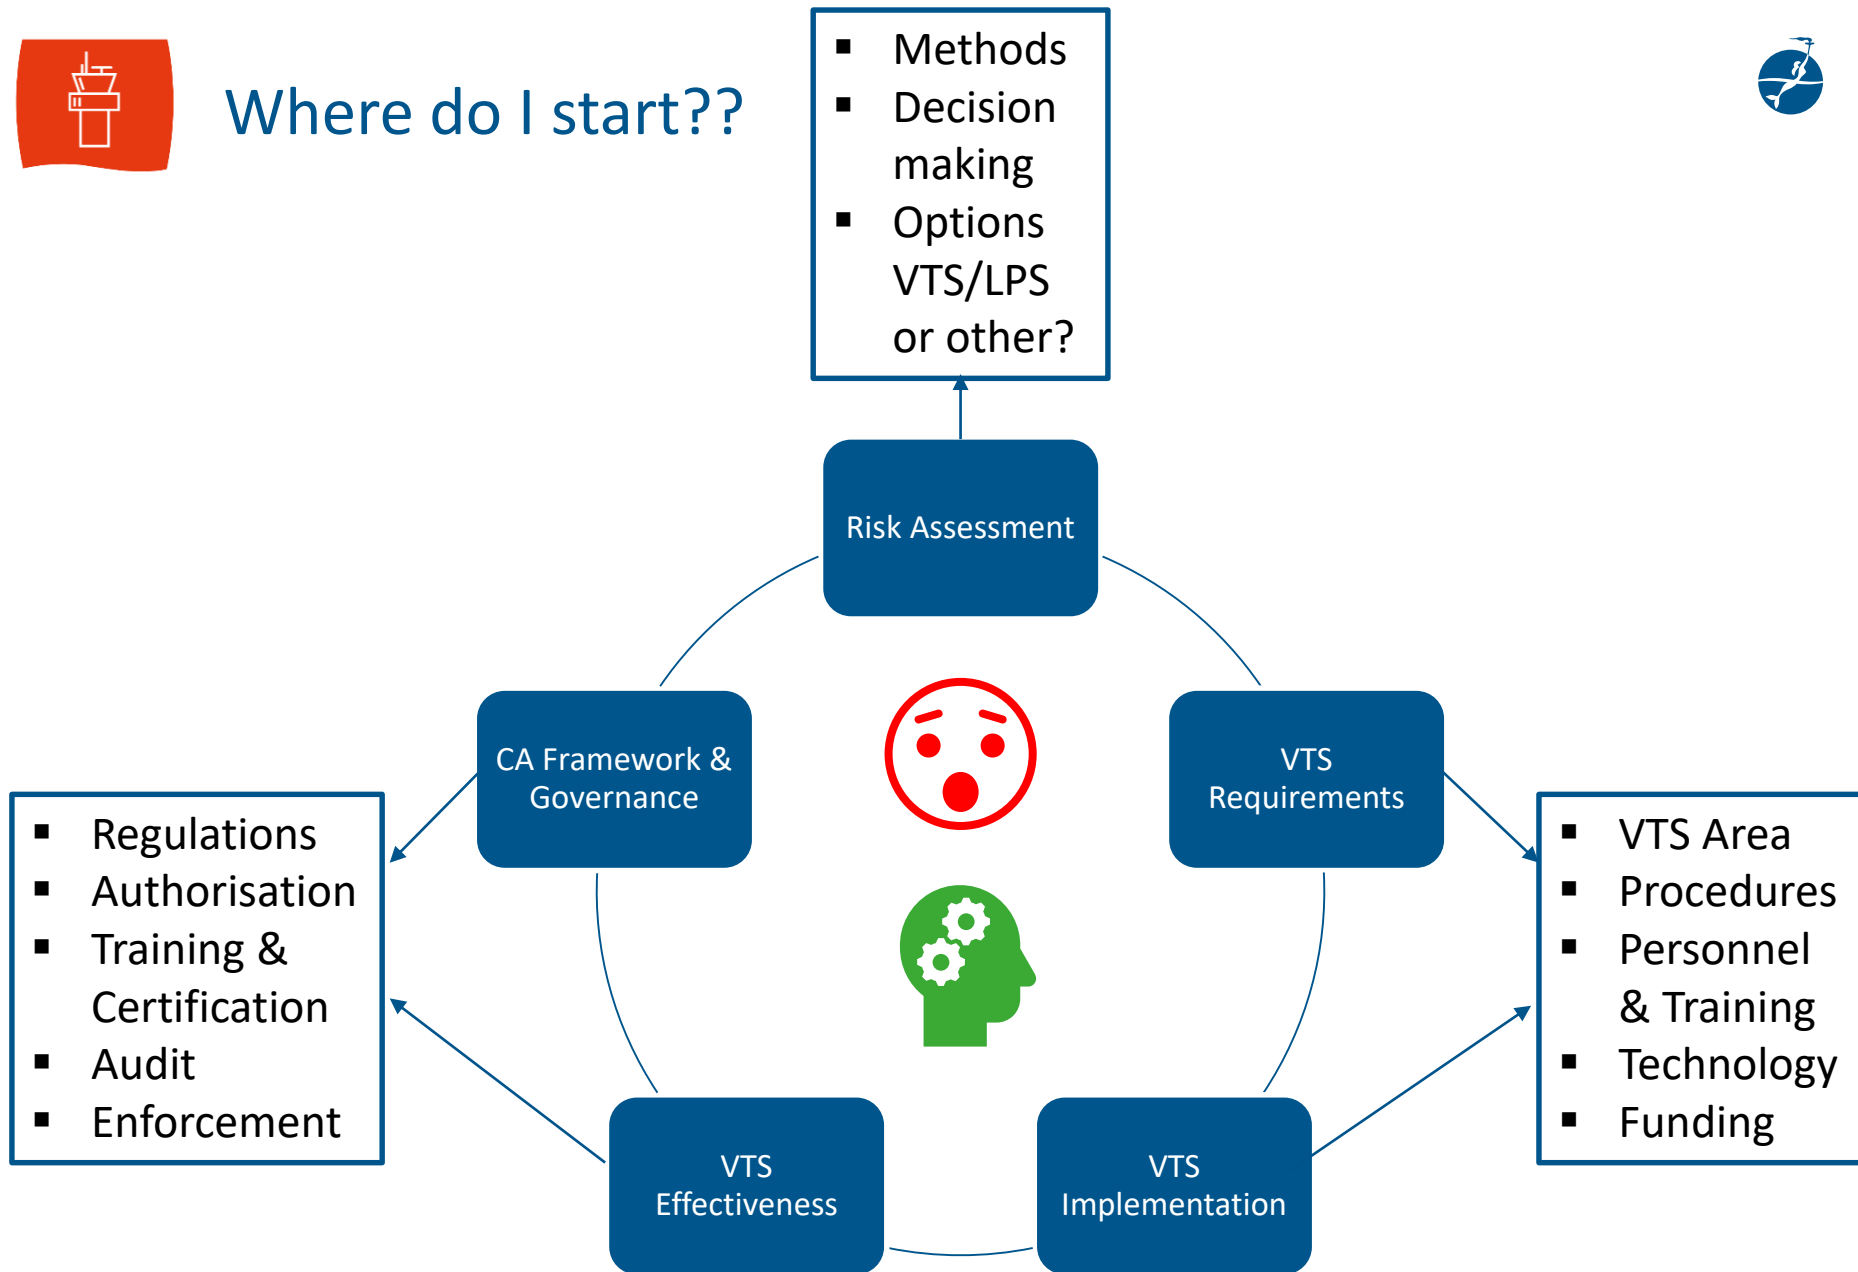 Where do I start??
▪ Methods
▪ Decision
making
▪ Options
VTS/LPS
or other?
Risk Assessment
CA Framework &
Governance
VTS
Requirements
▪ Regulations
▪ Authorisation
▪ Training &
Certification
▪ Audit
▪ Enforcement
▪ VTS Area
▪ Procedures
▪ Personnel
& Training
▪ Technology
▪ Funding
VTS
Effectiveness
VTS
Implementation